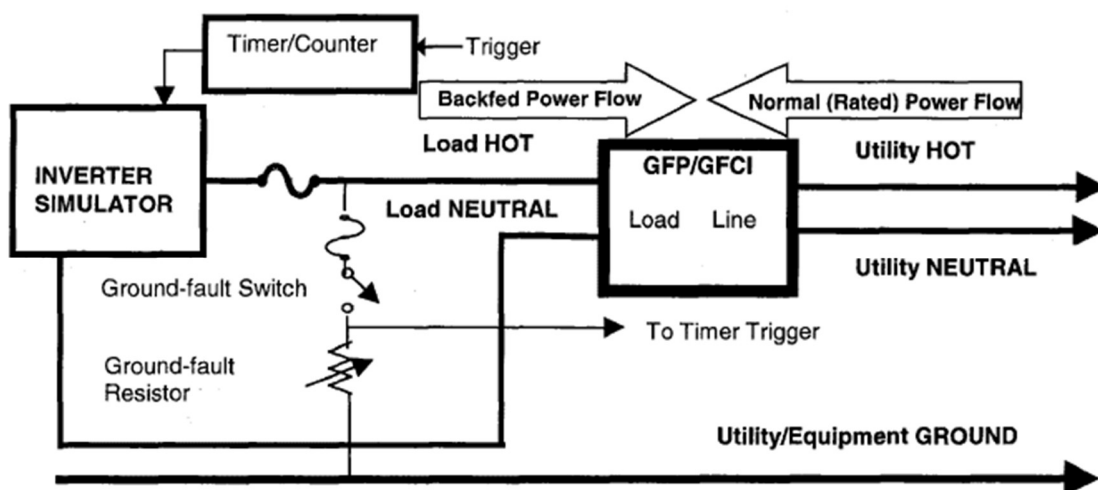 Timer/Counter
Trigger
Backfed Power Flow
Normal (Rated) Power Flow
Load HOT
Utility HOT
INVERTER
SIMULATOR
GFP/GFCI
Load NEUTRAL
Load Line
Utility NEUTRAL
Ground-fault Switch
To Timer Trigger
Ground-fault
Resistor
Utility/Equipment GROUND